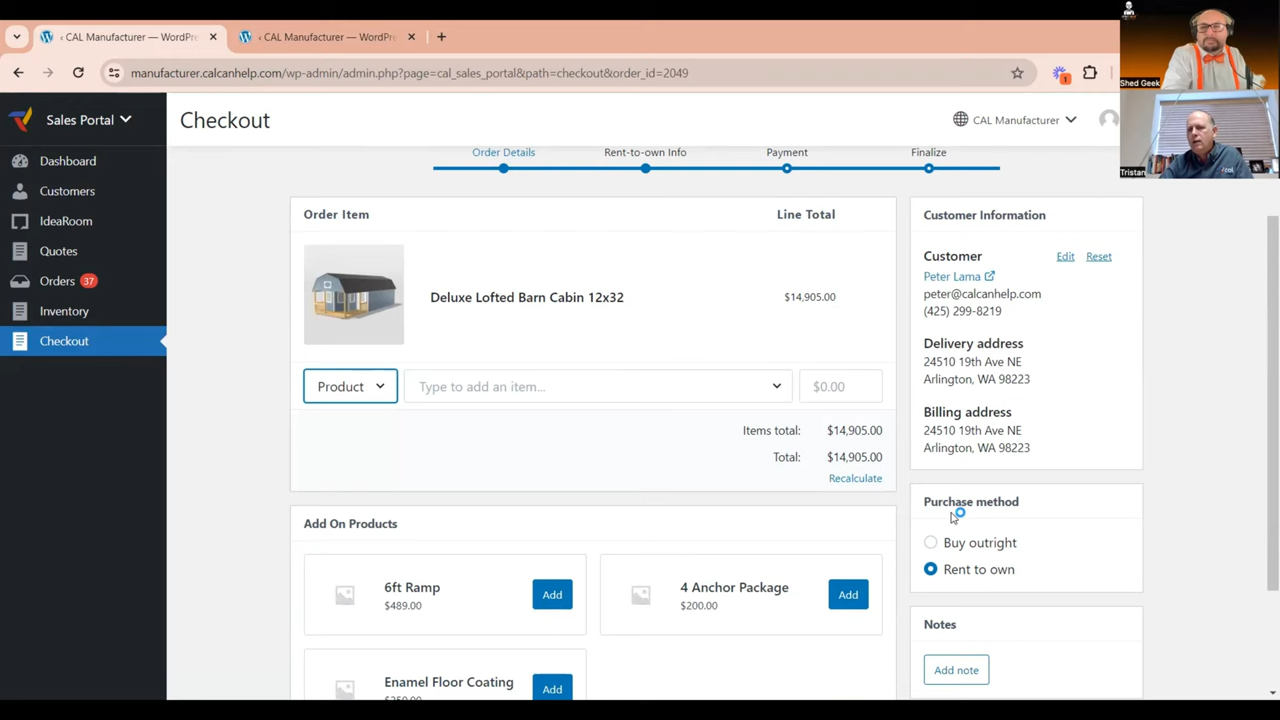 ‹ CAL Manufacturer — WordPre
‹ CAL Manufacturer — WordPre
manufacturer.calcanhelp.com/wp-admin/admin.php?page=cal_sales_portal&path=checkout&order_id=2049
1
Shed Geek
Tristan
cal
Sales Portal
Checkout
CAL Manufacturer
Dashboard
Customers
IdeaRoom
Quotes
Orders 37
Inventory
Checkout
Order Details Rent-to-own Info Payment Finalize
Order Item Line Total
Deluxe Lofted Barn Cabin 12x32 $14,905.00
Product Type to add an item... $0.00
Items total: $14,905.00
Total: $14,905.00
Recalculate
Add On Products
6ft Ramp
$489.00
Add
4 Anchor Package
$200.00
Add
Enamel Floor Coating
Add
Customer Information
Customer Edit Reset
Peter Lama
peter@calcanhelp.com
(425) 299-8219
Delivery address
24510 19th Ave NE
Arlington, WA 98223
Billing address
24510 19th Ave NE
Arlington, WA 98223
Purchase method
Buy outright
Rent to own
Notes
Add note